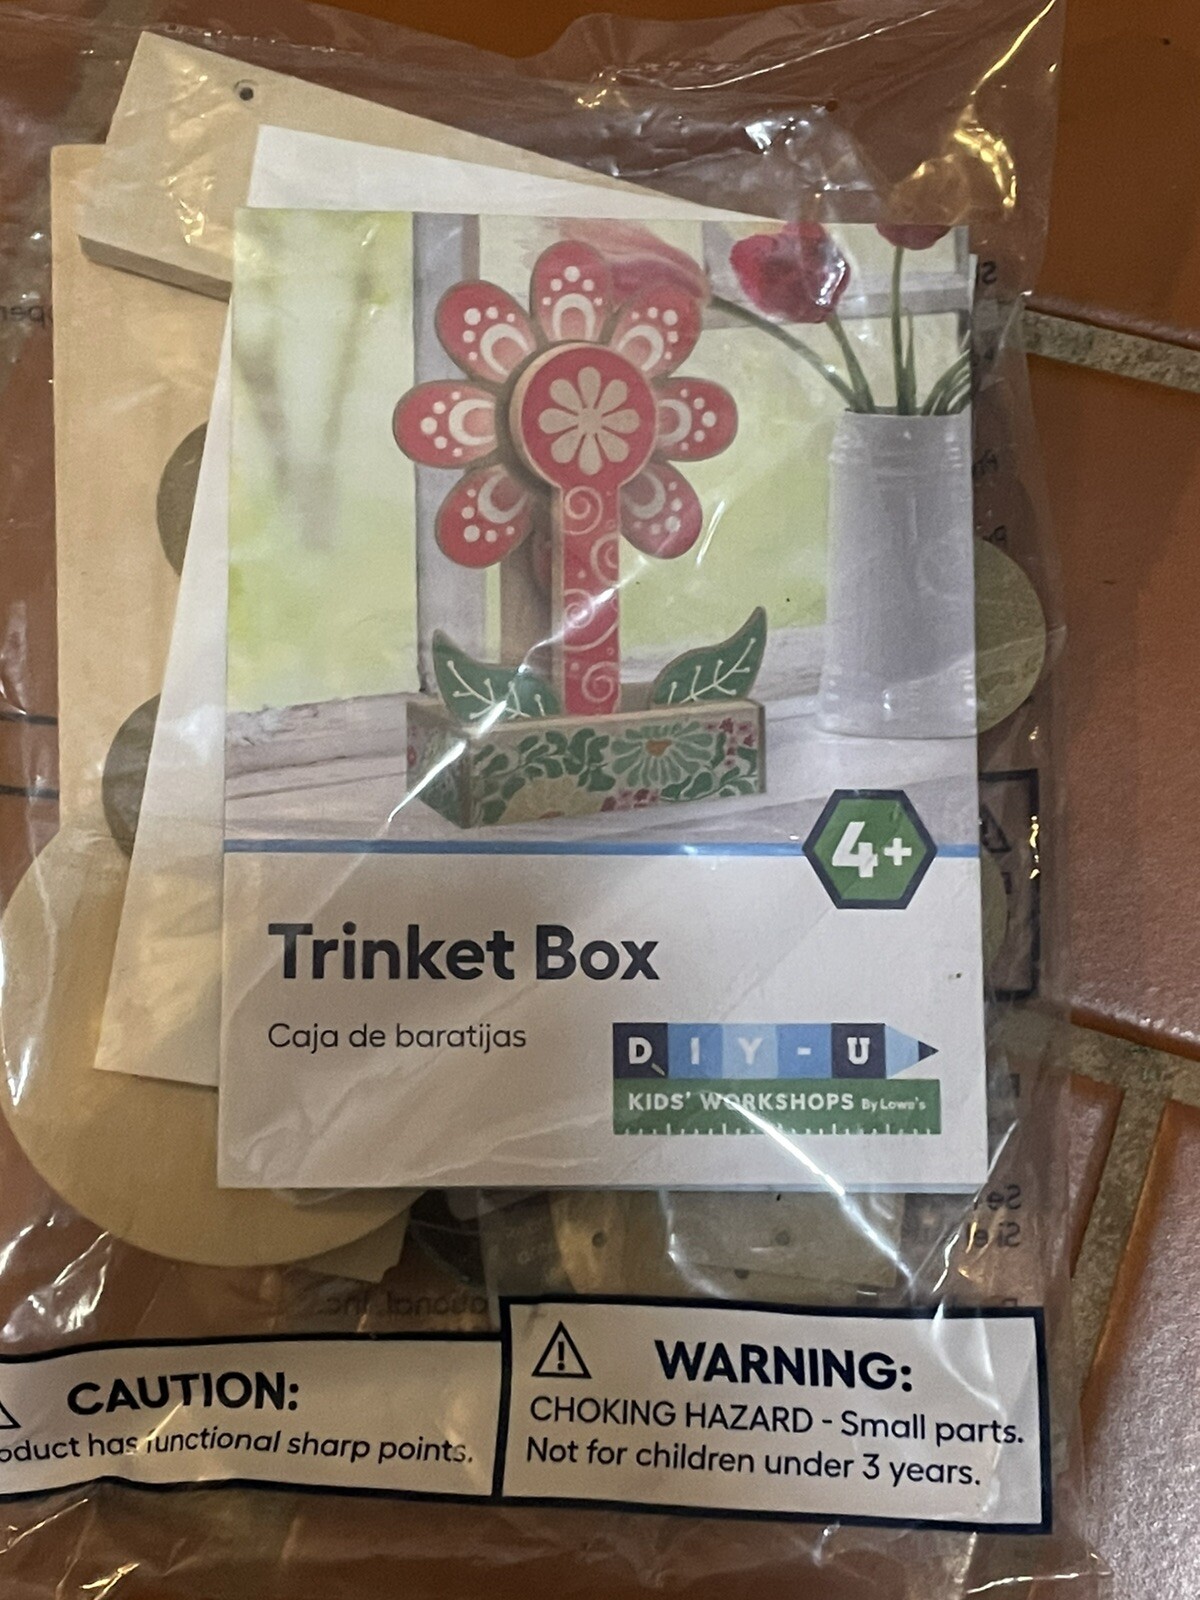 4+
Trinket Box
Caja de baratijas
DIY-U
KIDS' WORKSHOPS By Lowe's
CAUTION:
has functional sharp points.
WARNING:
CHOKING HAZARD - Small parts.
Not for children under 3 years.